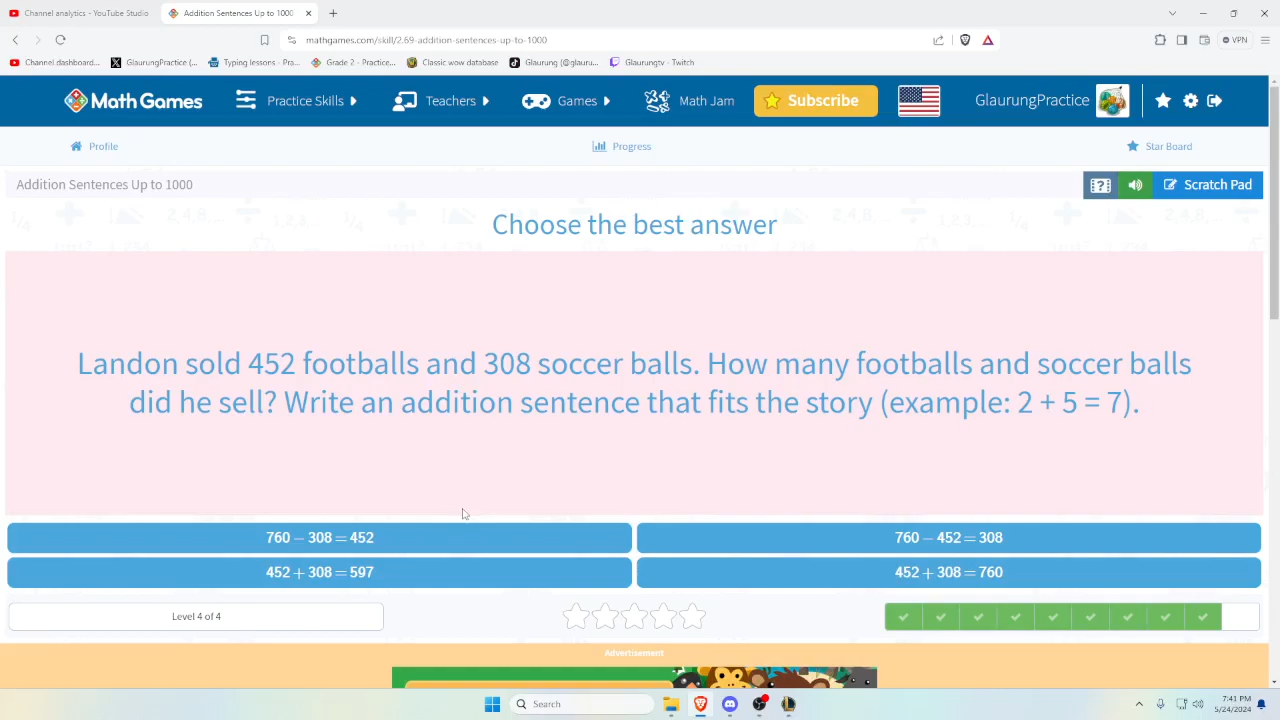 Channel analytics - YouTube Studio
Addition Sentences Up to 1000
mathgames.com/skill/2.69-addition-sentences-up-to-1000
VPN
Channel dashboard...
GlaurungPractice (...
Typing lessons - Pra...
Grade 2 - Practice...
Classic wow database
Glaurung (@glauru...
Glaurungtv - Twitch
Math Games
Practice Skills
Teachers
Games
Math Jam
Subscribe
GlaurungPractice
Profile
Progress
Star Board
Addition Sentences Up to 1000
?
Scratch Pad
Choose the best answer
Landon sold 452 footballs and 308 soccer balls. How many footballs and soccer balls
did he sell? Write an addition sentence that fits the story (example: 2 + 5 = 7).
760 − 308 = 452
760 − 452 = 308
452 + 308 = 597
452 + 308 = 760
Level 4 of 4
Advertisement
Search
7:41 PM
5/24/2024